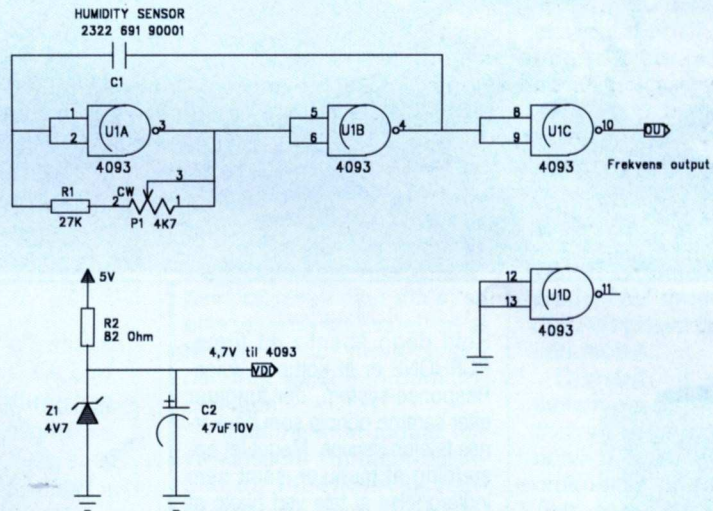 HUMIDITY SENSOR
2322 691 90001
C1
1
2
U1A
3
4093
5
6
U1B
4
4093
8
9
U1C
10
4093
OU
Frekvens output
R1
27K
CW
2
P1
3
1
4K7
12
13
U1D
11
4093
5V
R2
82 Ohm
4,7V til 4093
VDD
Z1
4V7
+
C2
47uF10V